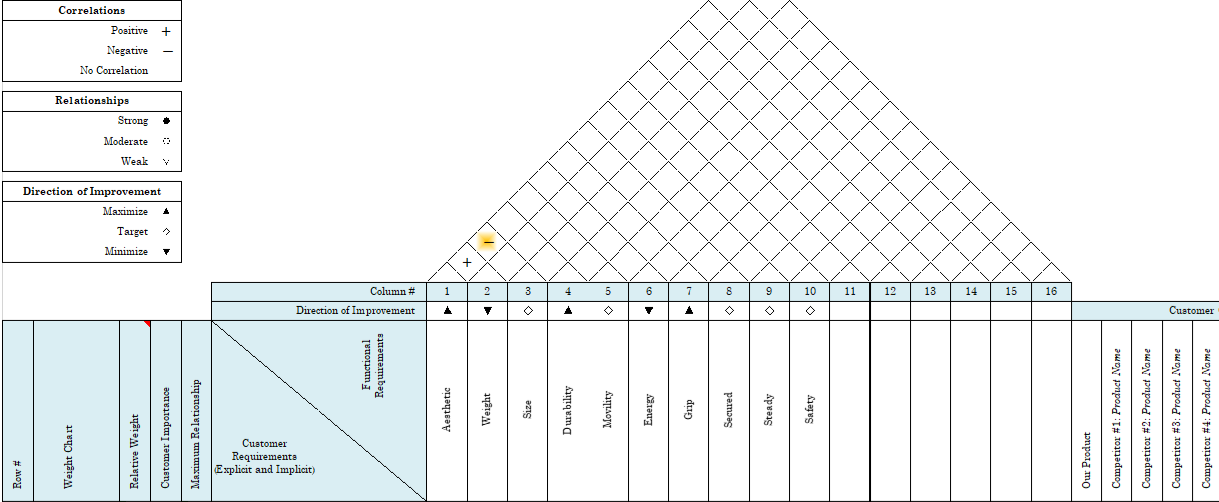 Correlations
Positive +
Negative −
No Correlation
Relationships
Strong ●
Moderate ○
Weak ▽
Direction of Improvement
Maximize ▲
Target ◇
Minimize ▼
−
+
Column # 1 2 3 4 5 6 7 8 9 10 11 12 13 14 15 16
Direction of Improvement ▲ ▼ ◇ ▲ ◇ ▼ ▲ ◇ ◇ ◇
Customer
Row #
Weight Chart
Relative Weight
Customer Importance
Maximum Relationship
Functional
Requirements
Customer
Requirements
(Explicit and Implicit)
Aesthetic
Weight
Size
Durability
Movility
Energy
Grip
Secured
Steady
Safety
Our Product
Competitor #1: Product Name
Competitor #2: Product Name
Competitor #3: Product Name
Competitor #4: Product Name